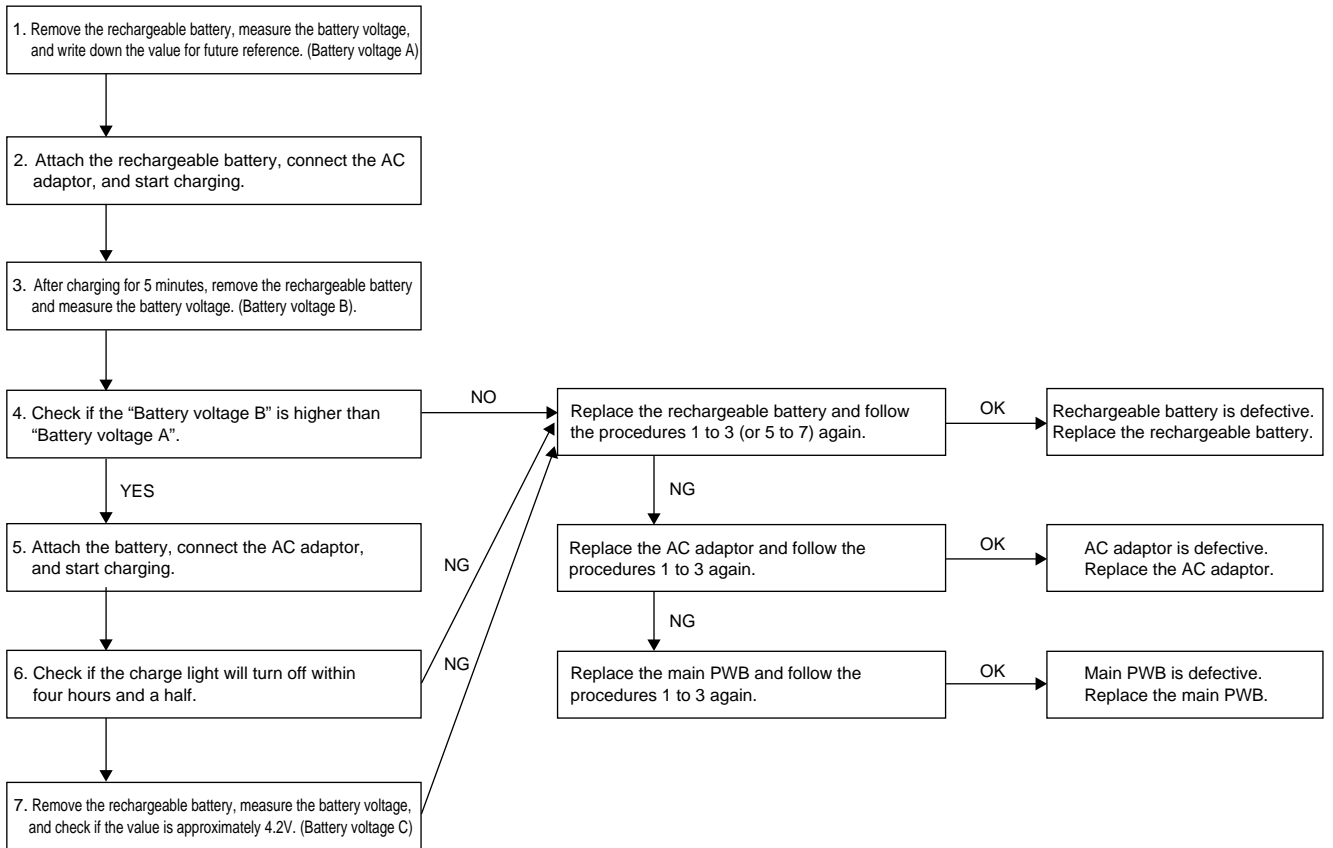 1. Remove the rechargeable battery, measure the battery voltage,
and write down the value for future reference. (Battery voltage A)
2. Attach the rechargeable battery, connect the AC
adaptor, and start charging.
3. After charging for 5 minutes, remove the rechargeable battery
and measure the battery voltage. (Battery voltage B).
4. Check if the “Battery voltage B” is higher than
“Battery voltage A”.
NO
Replace the rechargeable battery and follow
the procedures 1 to 3 (or 5 to 7) again.
OK
Rechargeable battery is defective.
Replace the rechargeable battery.
YES
NG
5. Attach the battery, connect the AC adaptor,
and start charging.
NG
Replace the AC adaptor and follow the
procedures 1 to 3 again.
OK
AC adaptor is defective.
Replace the AC adaptor.
NG
6. Check if the charge light will turn off within
four hours and a half.
NG
Replace the main PWB and follow the
procedures 1 to 3 again.
OK
Main PWB is defective.
Replace the main PWB.
7. Remove the rechargeable battery, measure the battery voltage,
and check if the value is approximately 4.2V. (Battery voltage C)